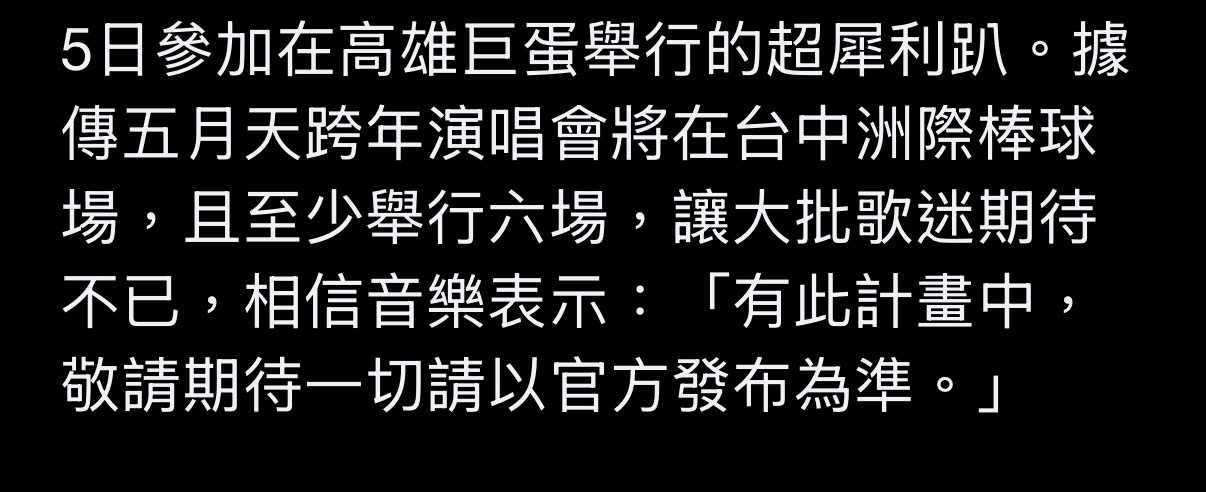 5日參加在高雄巨蛋舉行的超犀利趴。據
傳五月天跨年演唱會將在台中洲際棒球
場，且至少舉行六場，讓大批歌迷期待
不已，相信音樂表示：「有此計畫中，
敬請期待一切請以官方發布為準。」